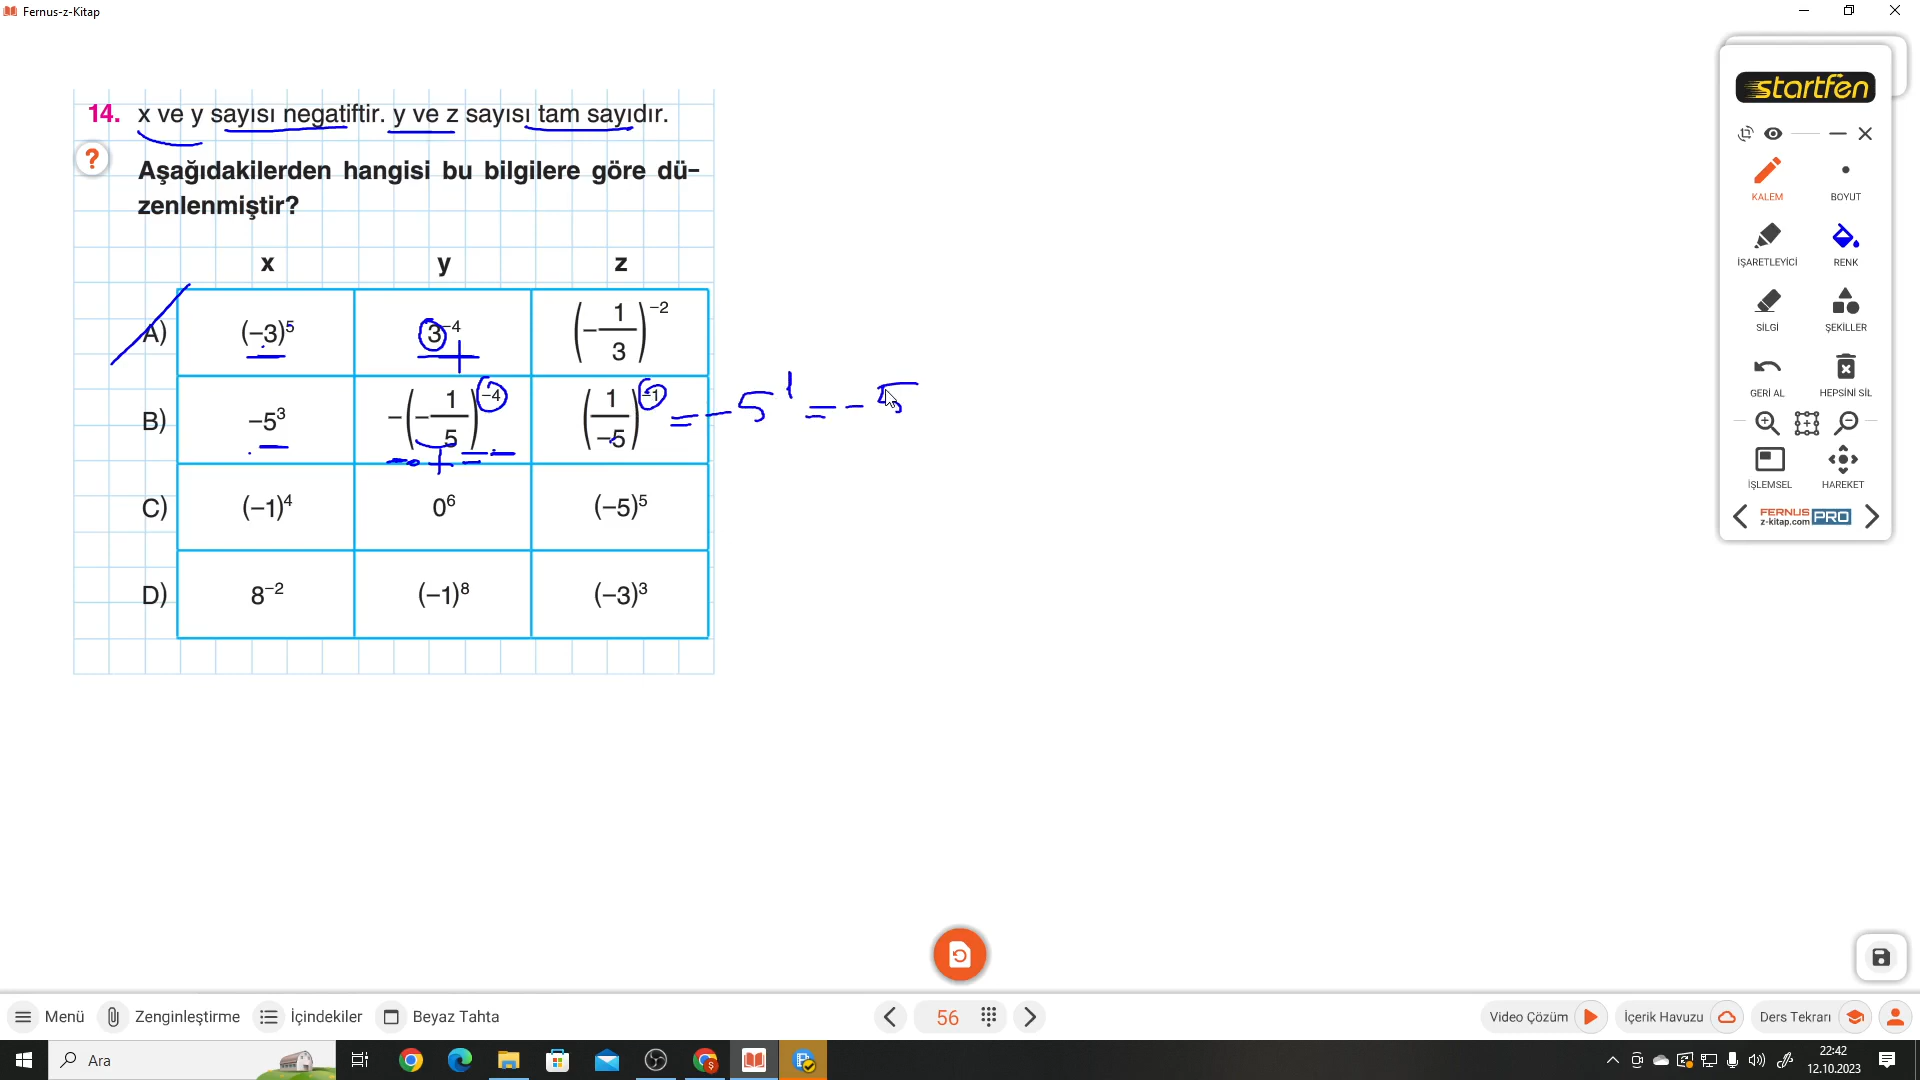 Fernus-z-Kitap
startfen
14. x ve y sayısı negatiftir. y ve z sayısı tam sayıdır.
?
Aşağıdakilerden hangisi bu bilgilere göre dü-
zenlenmiştir?
x y z
A) (−3)⁵ 3⁻⁴ (−1/3)⁻²
B) −5³ −(−1/5)⁻⁴ (1/−5)⁻¹ = −5¹ = −5
− · + = −
C) (−1)⁴ 0⁶ (−5)⁵
D) 8⁻² (−1)⁸ (−3)³
KALEM BOYUT
İŞARETLEYİCİ RENK
SİLGİ ŞEKİLLER
GERİ AL HEPSİNİ SİL
İŞLEMSEL HAREKET
FERNUS
z-kitap.com PRO
Menü Zenginleştirme İçindekiler Beyaz Tahta 56 Video Çözüm İçerik Havuzu Ders Tekrarı
Ara
22:42
12.10.2023